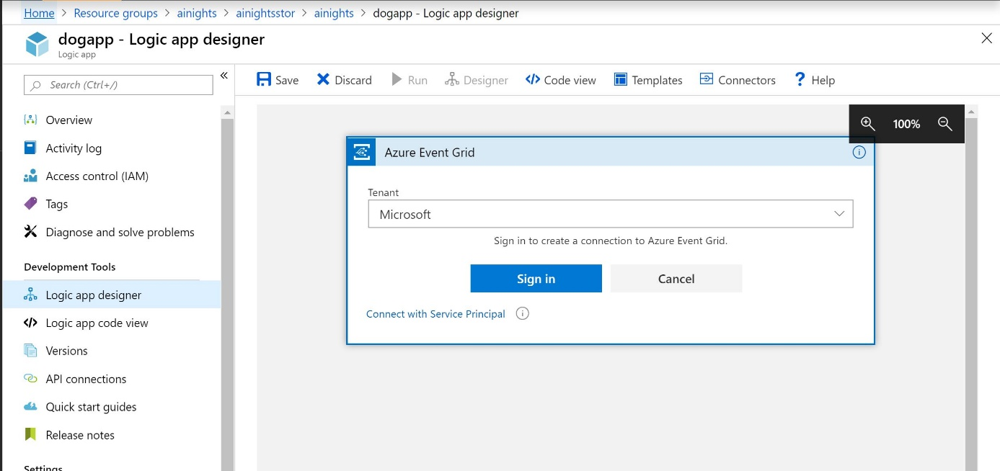 Home > Resource groups > ainights > ainightsstor > ainights > dogapp - Logic app designer
dogapp - Logic app designer
Logic app
Search (Ctrl+/)
«
Overview
Activity log
Access control (IAM)
Tags
Diagnose and solve problems
Development Tools
Logic app designer
Logic app code view
Versions
API connections
Quick start guides
Release notes
Settings
Save Discard Run Designer Code view Templates Connectors Help
100%
Azure Event Grid
Tenant
Microsoft
Sign in to create a connection to Azure Event Grid.
Sign in Cancel
Connect with Service Principal